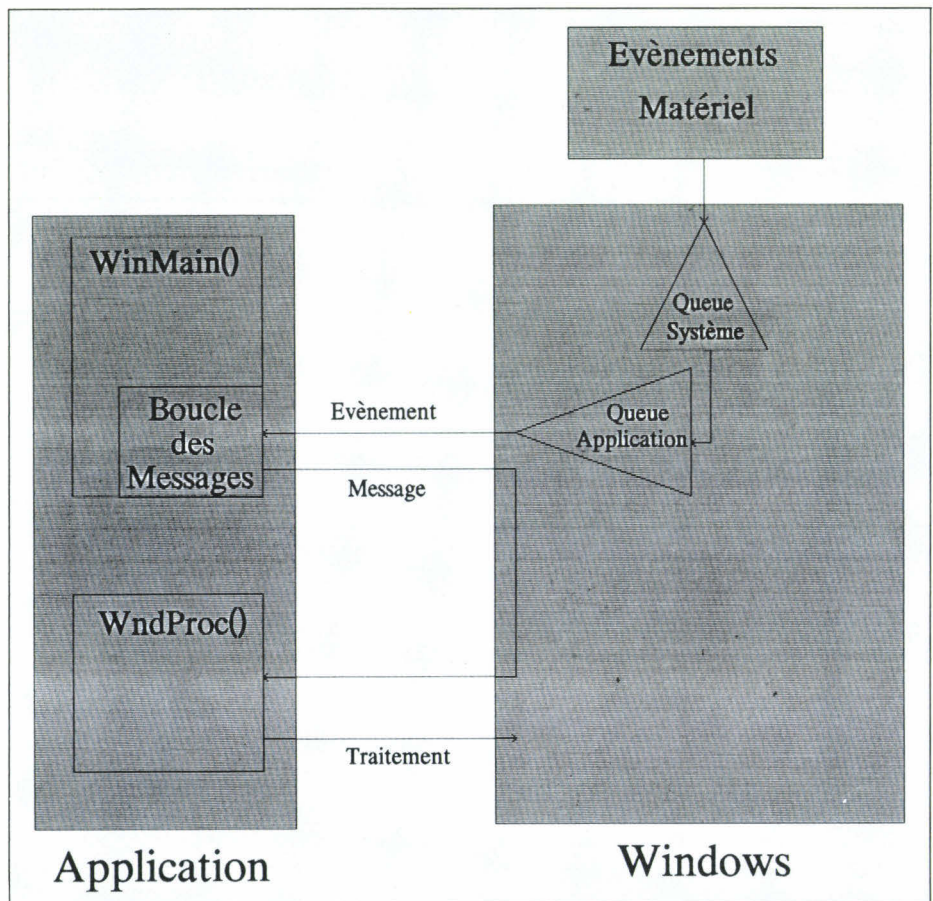 Evènements
Matériel
WinMain()
Queue
Système
Boucle
des
Messages
Evènement
Queue
Application
Message
WndProc()
Traitement
Application
Windows